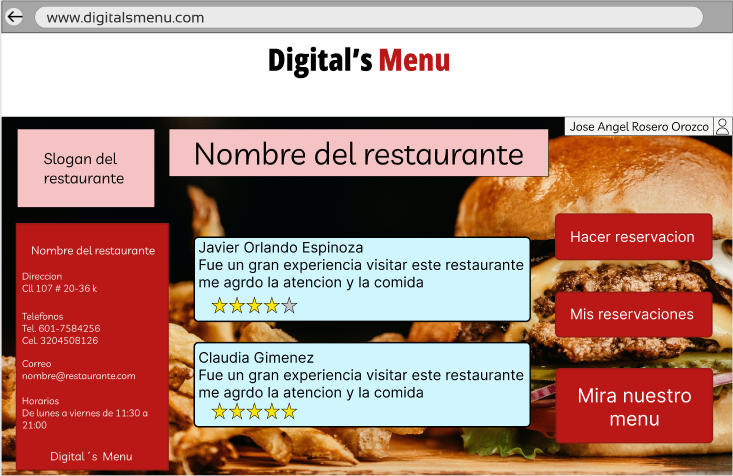 www.digitalsmenu.com
Digital’s Menu
Jose Angel Rosero Orozco
Slogan del
restaurante
Nombre del restaurante
Nombre del restaurante
Direccion
Cll 107 # 20-36 k
Telefonos
Tel. 601-7584256
Cel. 3204508126
Correo
nombre@restaurante.com
Horarios
De lunes a viernes de 11:30 a
21:00
Digital´s Menu
Javier Orlando Espinoza
Fue un gran experiencia visitar este restaurante
me agrdo la atencion y la comida
Claudia Gimenez
Fue un gran experiencia visitar este restaurante
me agrdo la atencion y la comida
Hacer reservacion
Mis reservaciones
Mira nuestro
menu